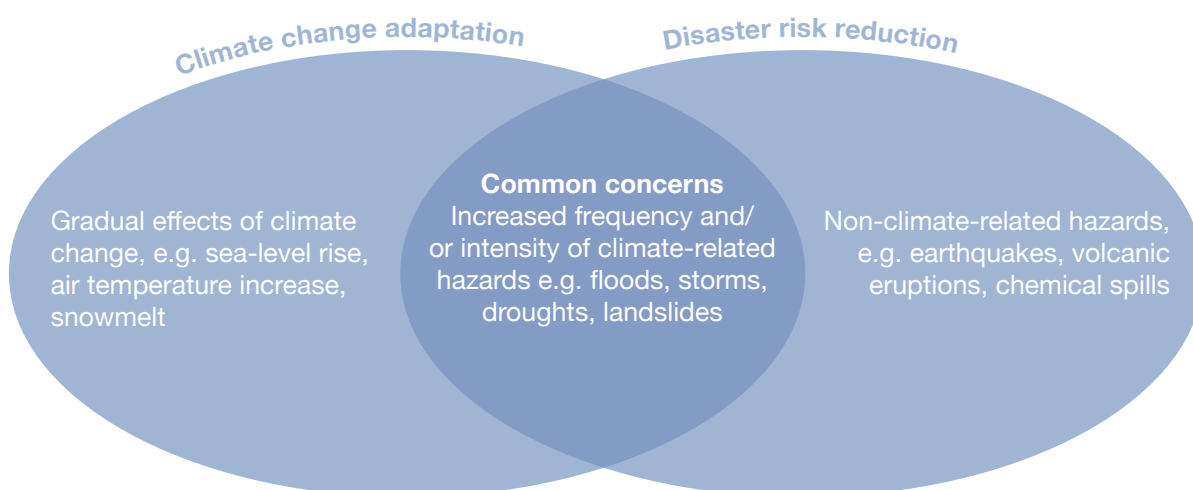 Climate change adaptation
Disaster risk reduction
Gradual effects of climate
change, e.g. sea-level rise,
air temperature increase,
snowmelt
Common concerns
Increased frequency and/
or intensity of climate-related
hazards e.g. floods, storms,
droughts, landslides
Non-climate-related hazards,
e.g. earthquakes, volcanic
eruptions, chemical spills